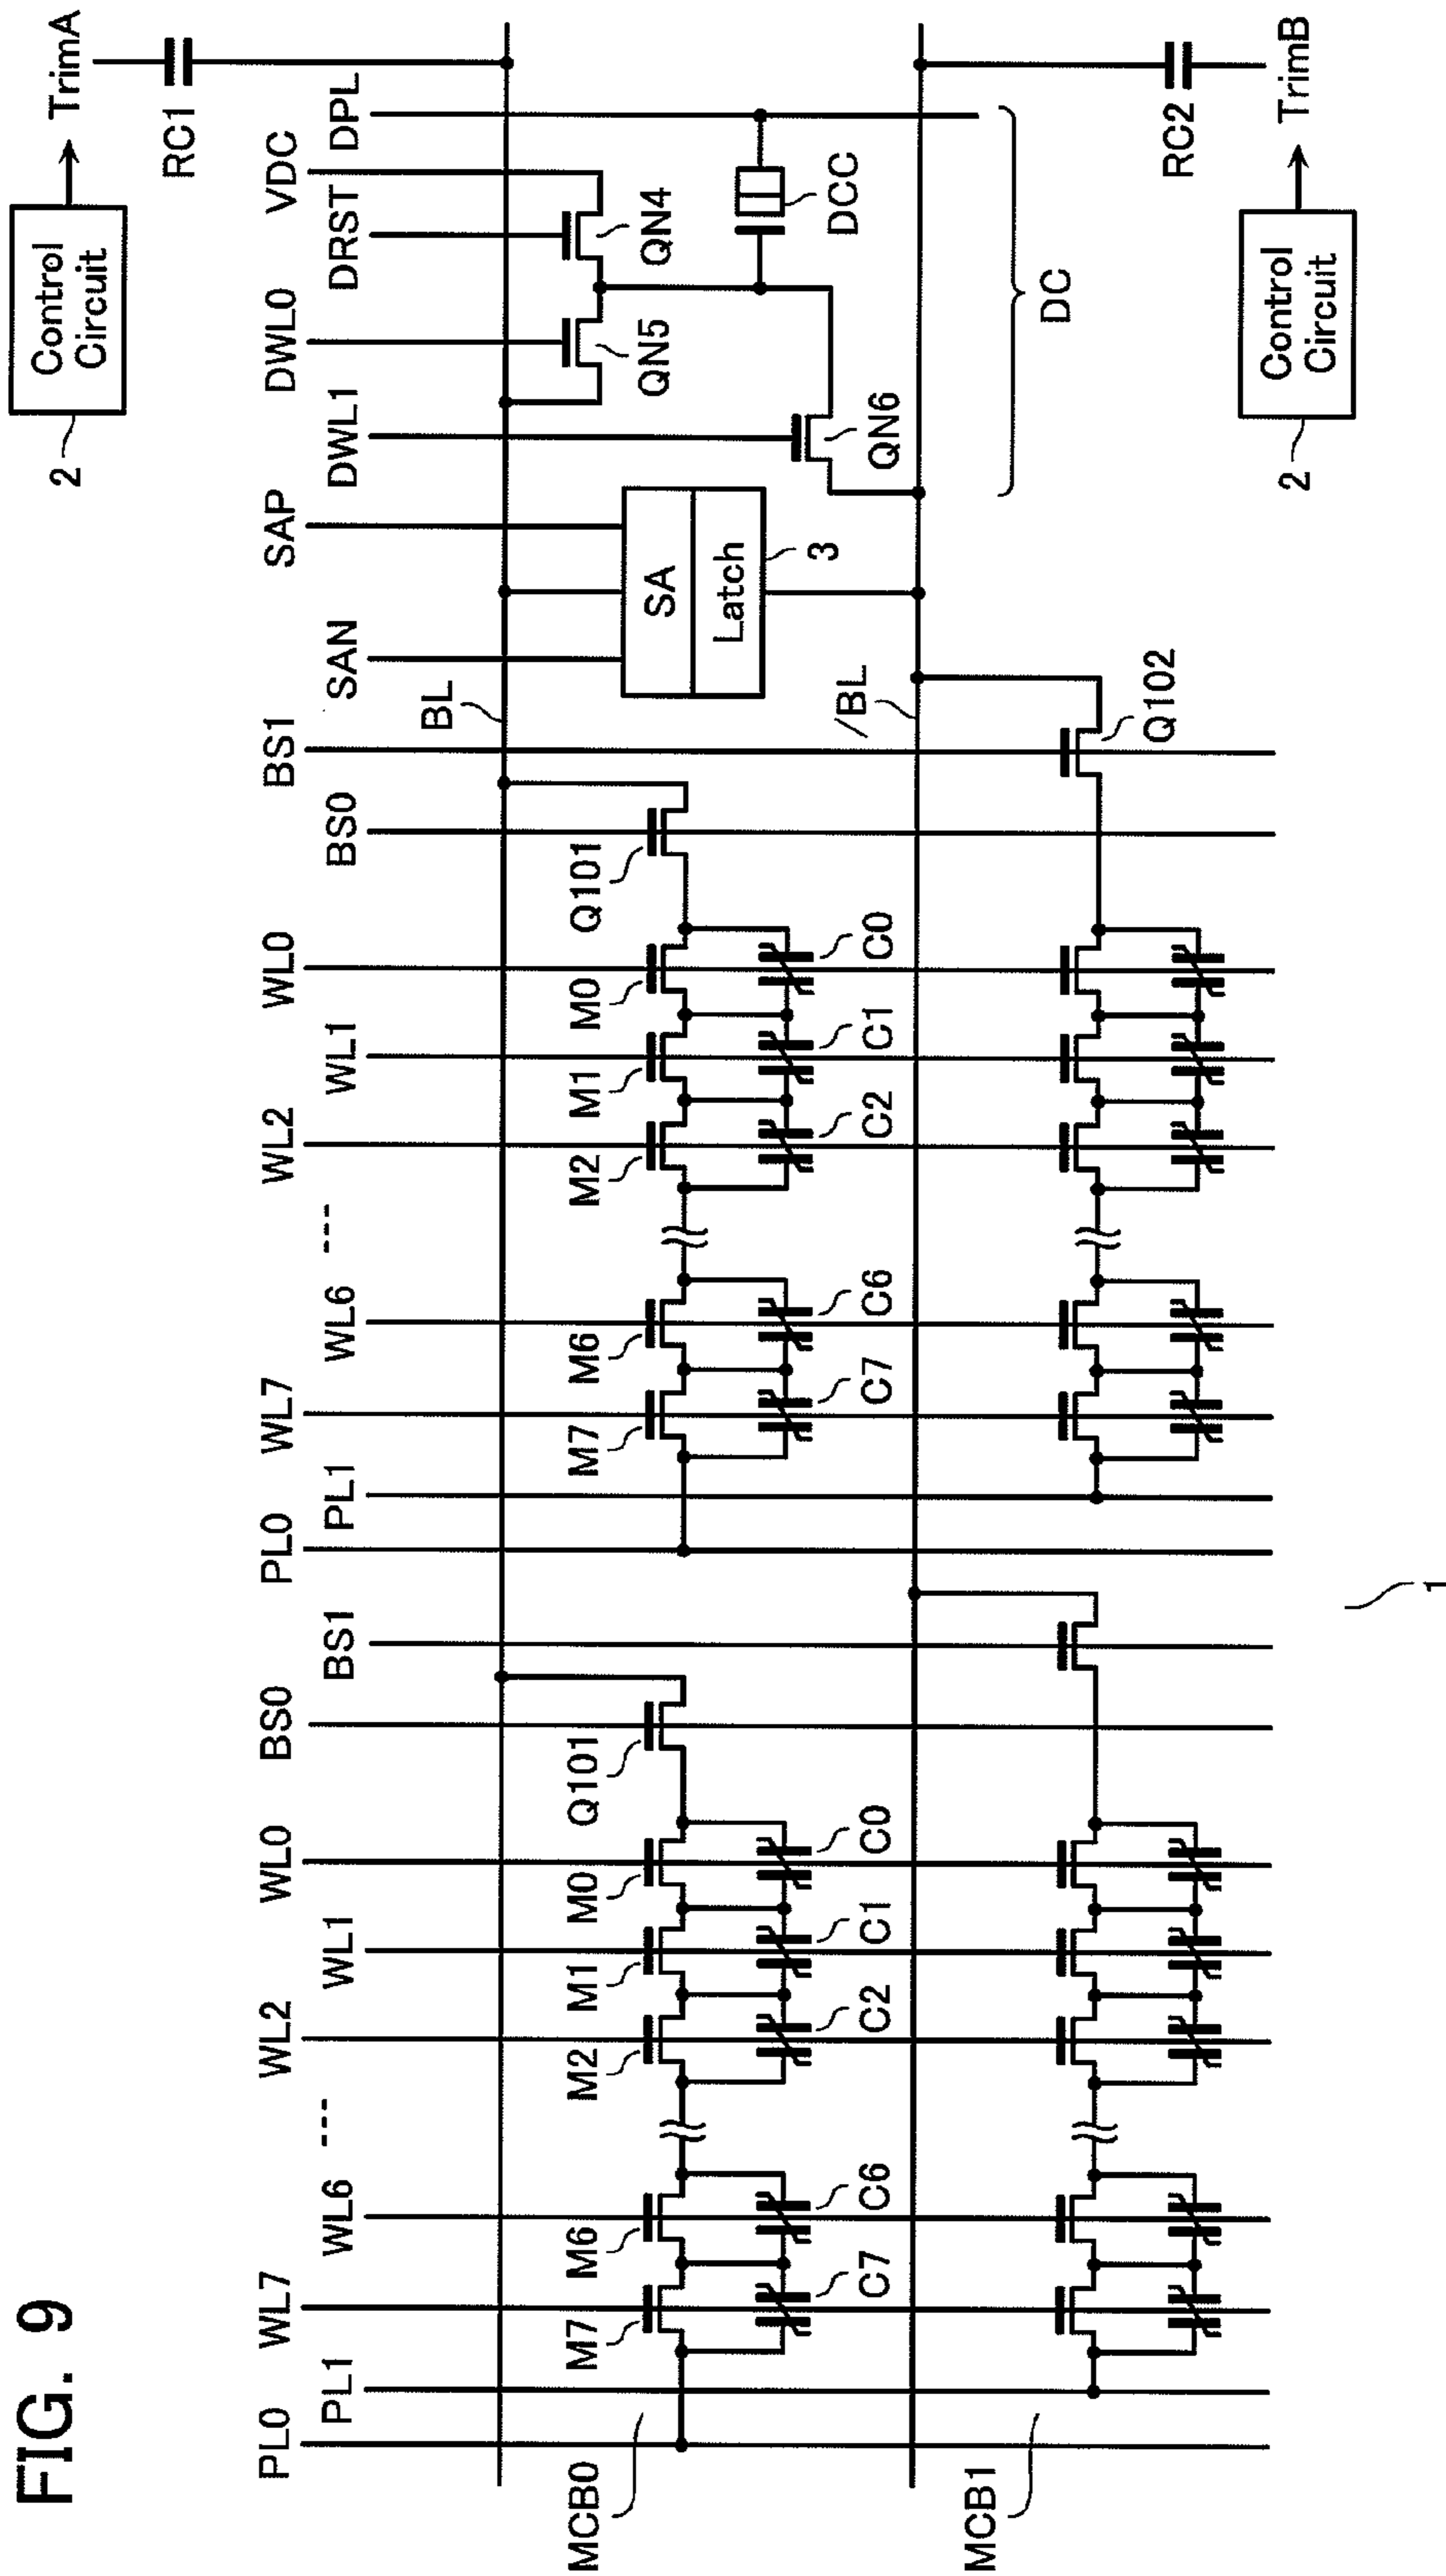 FIG. 9
PL0
PL1
WL7
WL6
---
WL2
WL1
WL0
BS0
BS1
PL0
PL1
WL7
WL6
---
WL2
WL1
WL0
BS0
BS1
SAN
SAP
DWL1
DWL0
DRST
VDC
DPL
2
Control
Circuit
TrimA
RC1
BL
MCB0
M7
M6
M2
M1
M0
Q101
M7
M6
M2
M1
M0
Q101
C7
C6
C2
C1
C0
C7
C6
C2
C1
C0
SA
Latch
3
QN5
QN4
QN6
DCC
/BL
MCB1
Q102
DC
RC2
2
Control
Circuit
TrimB
1